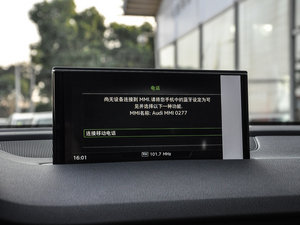 电话
尚无设备连接到 MMI.请将您手机中的蓝牙设定为可
见并选择以下一种功能.
MMI名称: Audi MMI 0277
连接移动电话
16:01
101.7 MHz